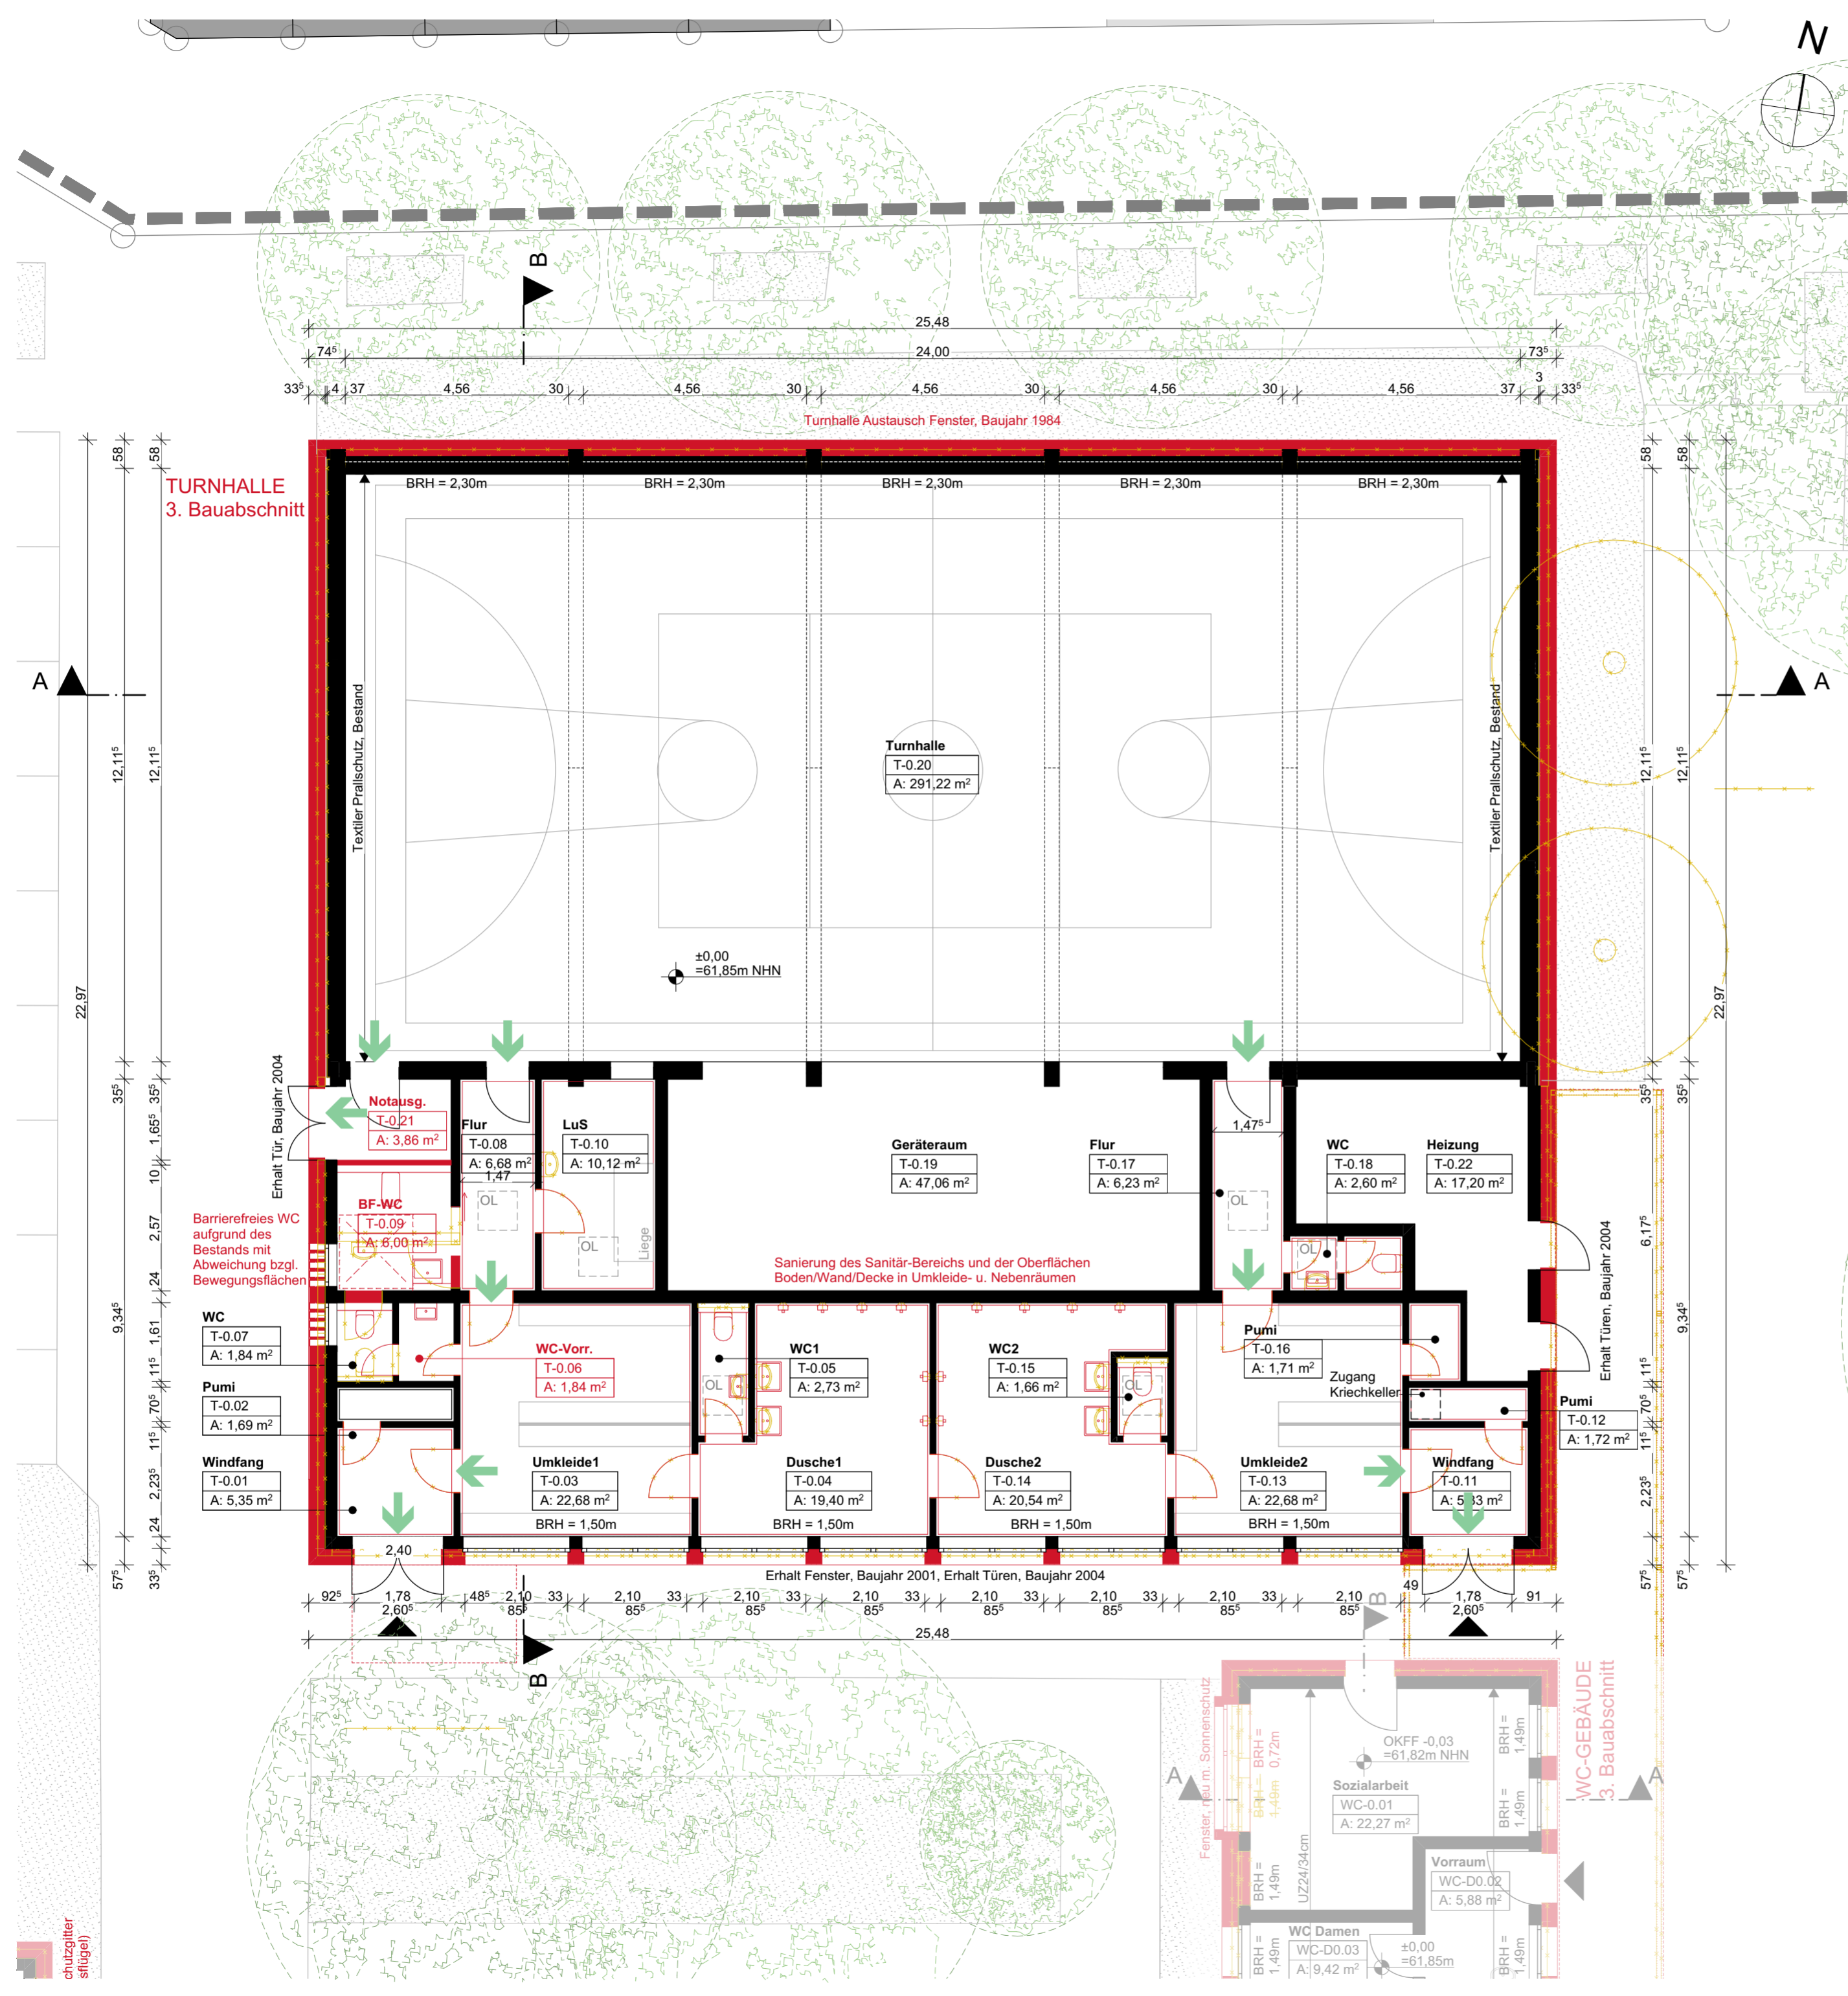 N
B
25,48
74⁵
24,00
73⁵
33⁵
4
37
4,56
30
4,56
30
4,56
30
4,56
30
4,56
37
3
33⁵
Turnhalle Austausch Fenster, Baujahr 1984
TURNHALLE
3. Bauabschnitt
58
58
58
58
BRH = 2,30m
BRH = 2,30m
BRH = 2,30m
BRH = 2,30m
BRH = 2,30m
A
A
Textiler Prallschutz, Bestand
Textiler Prallschutz, Bestand
12,11⁵
12,11⁵
12,11⁵
12,11⁵
Turnhalle
T-0.20
A: 291,22 m²
±0,00
=61,85m NHN
22,97
22,97
35⁵
35⁵
35⁵
35⁵
1,65⁵
10
2,57
24
1,61
11⁵
70⁵
11⁵
2,23⁵
24
33⁵
9,34⁵
57⁵
6,17⁵
11⁵
70⁵
11⁵
2,23⁵
57⁵
9,34⁵
57⁵
Erhalt Tür, Baujahr 2004
Notausg.
T-0.21
A: 3,86 m²
Flur
T-0.08
A: 6,68 m²
1,47
OL
LuS
T-0.10
A: 10,12 m²
OL
Liege
Geräteraum
T-0.19
A: 47,06 m²
Flur
T-0.17
A: 6,23 m²
1,47⁵
OL
WC
T-0.18
A: 2,60 m²
OL
Heizung
T-0.22
A: 17,20 m²
BF-WC
T-0.09
A: 6,00 m²
Barrierefreies WC
aufgrund des
Bestands mit
Abweichung bzgl.
Bewegungsflächen
Sanierung des Sanitär-Bereichs und der Oberflächen
Boden/Wand/Decke in Umkleide- u. Nebenräumen
Erhalt Türen, Baujahr 2004
WC
T-0.07
A: 1,84 m²
WC-Vorr.
T-0.06
A: 1,84 m²
WC1
T-0.05
A: 2,73 m²
OL
WC2
T-0.15
A: 1,66 m²
OL
Pumi
T-0.16
A: 1,71 m²
Zugang
Kriechkeller
Pumi
T-0.02
A: 1,69 m²
Pumi
T-0.12
A: 1,72 m²
Windfang
T-0.01
A: 5,35 m²
Umkleide1
T-0.03
A: 22,68 m²
BRH = 1,50m
Dusche1
T-0.04
A: 19,40 m²
BRH = 1,50m
Dusche2
T-0.14
A: 20,54 m²
BRH = 1,50m
Umkleide2
T-0.13
A: 22,68 m²
BRH = 1,50m
Windfang
T-0.11
2,40
Erhalt Fenster, Baujahr 2001, Erhalt Türen, Baujahr 2004
92⁵
1,78
2,60⁵
48⁵
2,10
85⁵
33
2,10
85⁵
33
2,10
85⁵
33
2,10
85⁵
33
2,10
85⁵
33
2,10
85⁵
33
2,10
85⁵
33
2,10
85⁵
49
1,78
2,60⁵
91
25,48
B
B
Fenster, neu m. Sonnenschutz
BRH =
0,72m
BRH =
1,49m
OKFF -0,03
=61,82m NHN
BRH =
1,49m
WC-GEBÄUDE
3. Bauabschnitt
A
A
Sozialarbeit
WC-0.01
A: 22,27 m²
BRH =
1,49m
UZ24/34cm
BRH =
1,49m
Vorraum
WC-D0.02
A: 5,88 m²
WC Damen
WC-D0.03
A: 9,42 m²
±0,00
=61,85m
BRH =
1,49m
BRH =
1,49m
chutzgitter
sflügel)